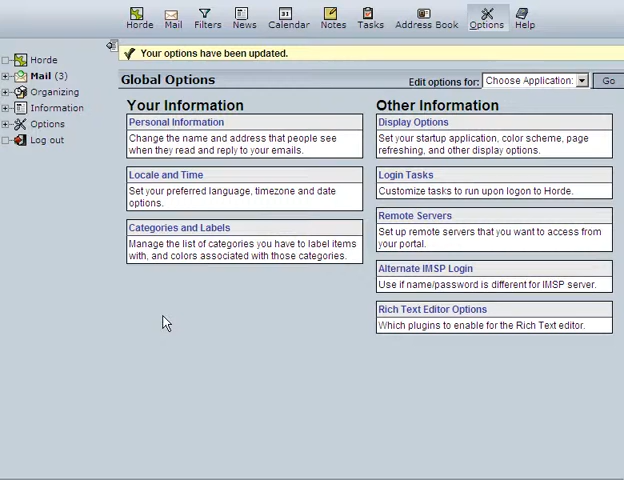 Horde
Mail
Filters
News
Calendar
Notes
Tasks
Address Book
Options
Help
31
Horde
Mail (3)
Organizing
Information
Options
Log out
Your options have been updated.
Global Options
Edit options for:
Choose Application:
Go
Your Information
Personal Information
Change the name and address that people see
when they read and reply to your emails.
Locale and Time
Set your preferred language, timezone and date
options.
Categories and Labels
Manage the list of categories you have to label items
with, and colors associated with those categories.
Other Information
Display Options
Set your startup application, color scheme, page
refreshing, and other display options.
Login Tasks
Customize tasks to run upon logon to Horde.
Remote Servers
Set up remote servers that you want to access from
your portal.
Alternate IMSP Login
Use if name/password is different for IMSP server.
Rich Text Editor Options
Which plugins to enable for the Rich Text editor.